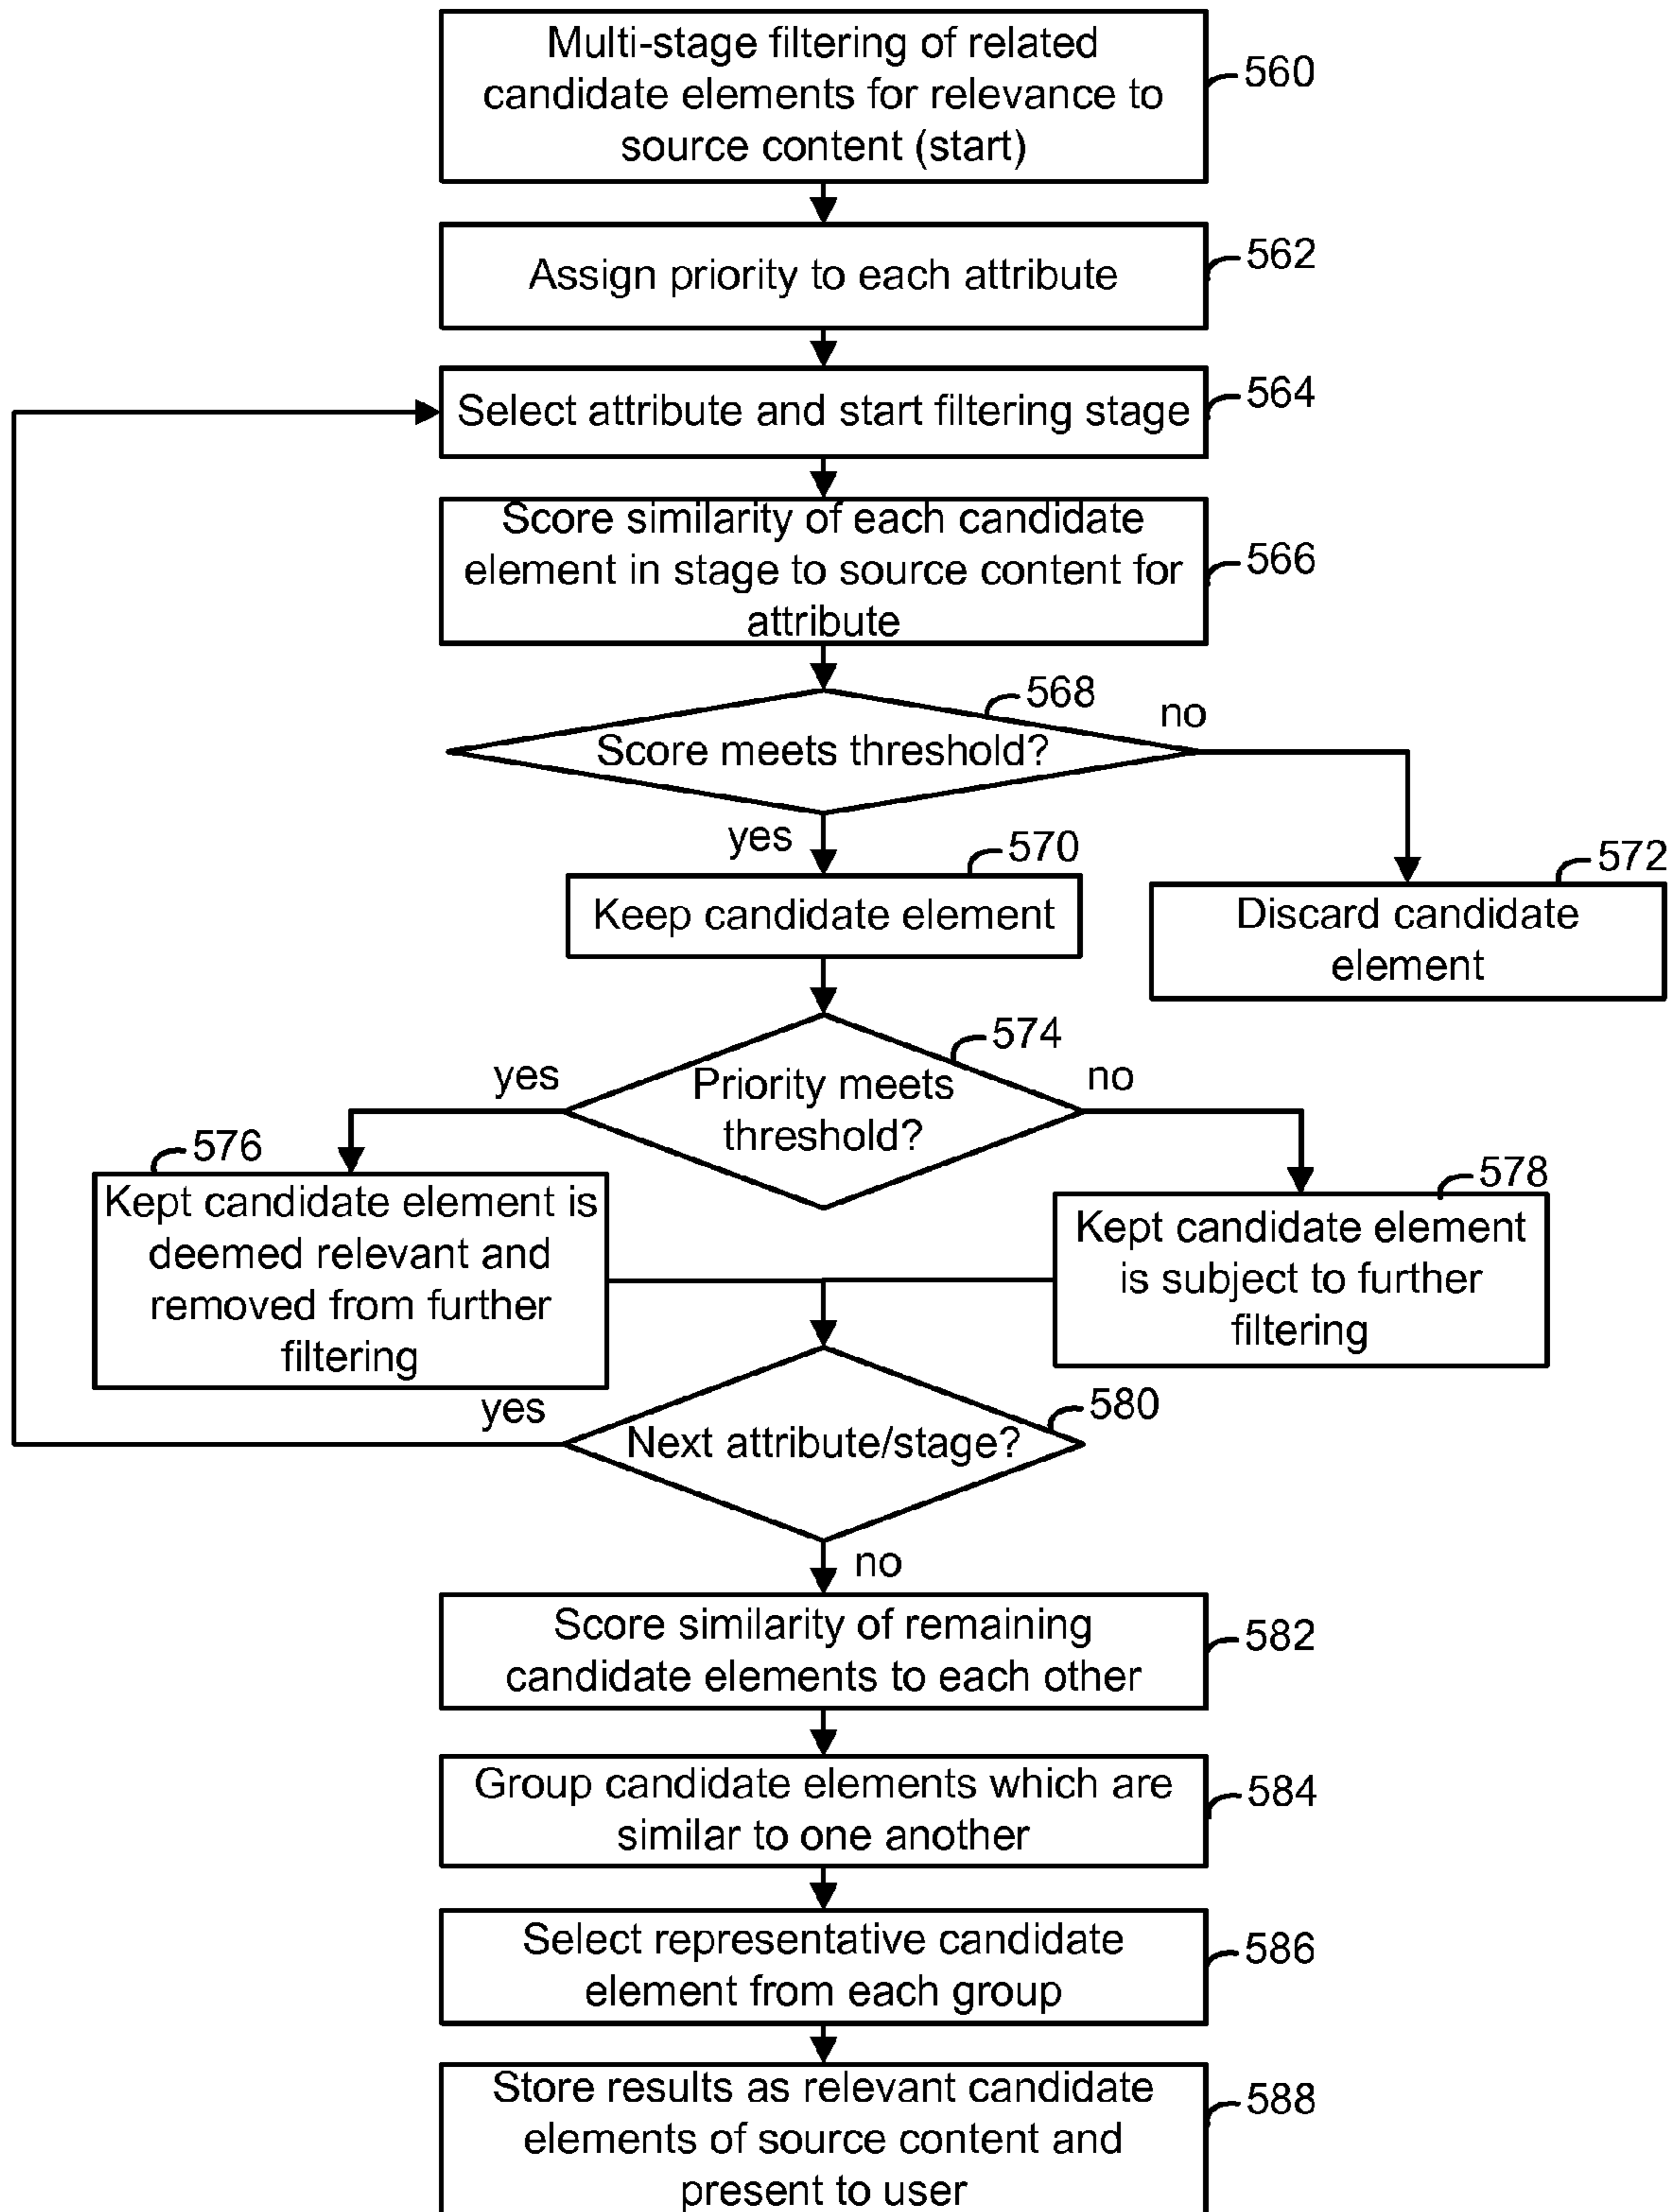 Multi-stage filtering of related
candidate elements for relevance to
source content (start)
560
Assign priority to each attribute
562
Select attribute and start filtering stage
564
Score similarity of each candidate
element in stage to source content for
attribute
566
Score meets threshold?
568
no
yes
570
Keep candidate element
572
Discard candidate
element
574
Priority meets
threshold?
yes
no
576
Kept candidate element is
deemed relevant and
removed from further
filtering
578
Kept candidate element
is subject to further
filtering
yes
580
Next attribute/stage?
no
Score similarity of remaining
candidate elements to each other
582
Group candidate elements which are
similar to one another
584
Select representative candidate
element from each group
586
Store results as relevant candidate
elements of source content and
present to user
588